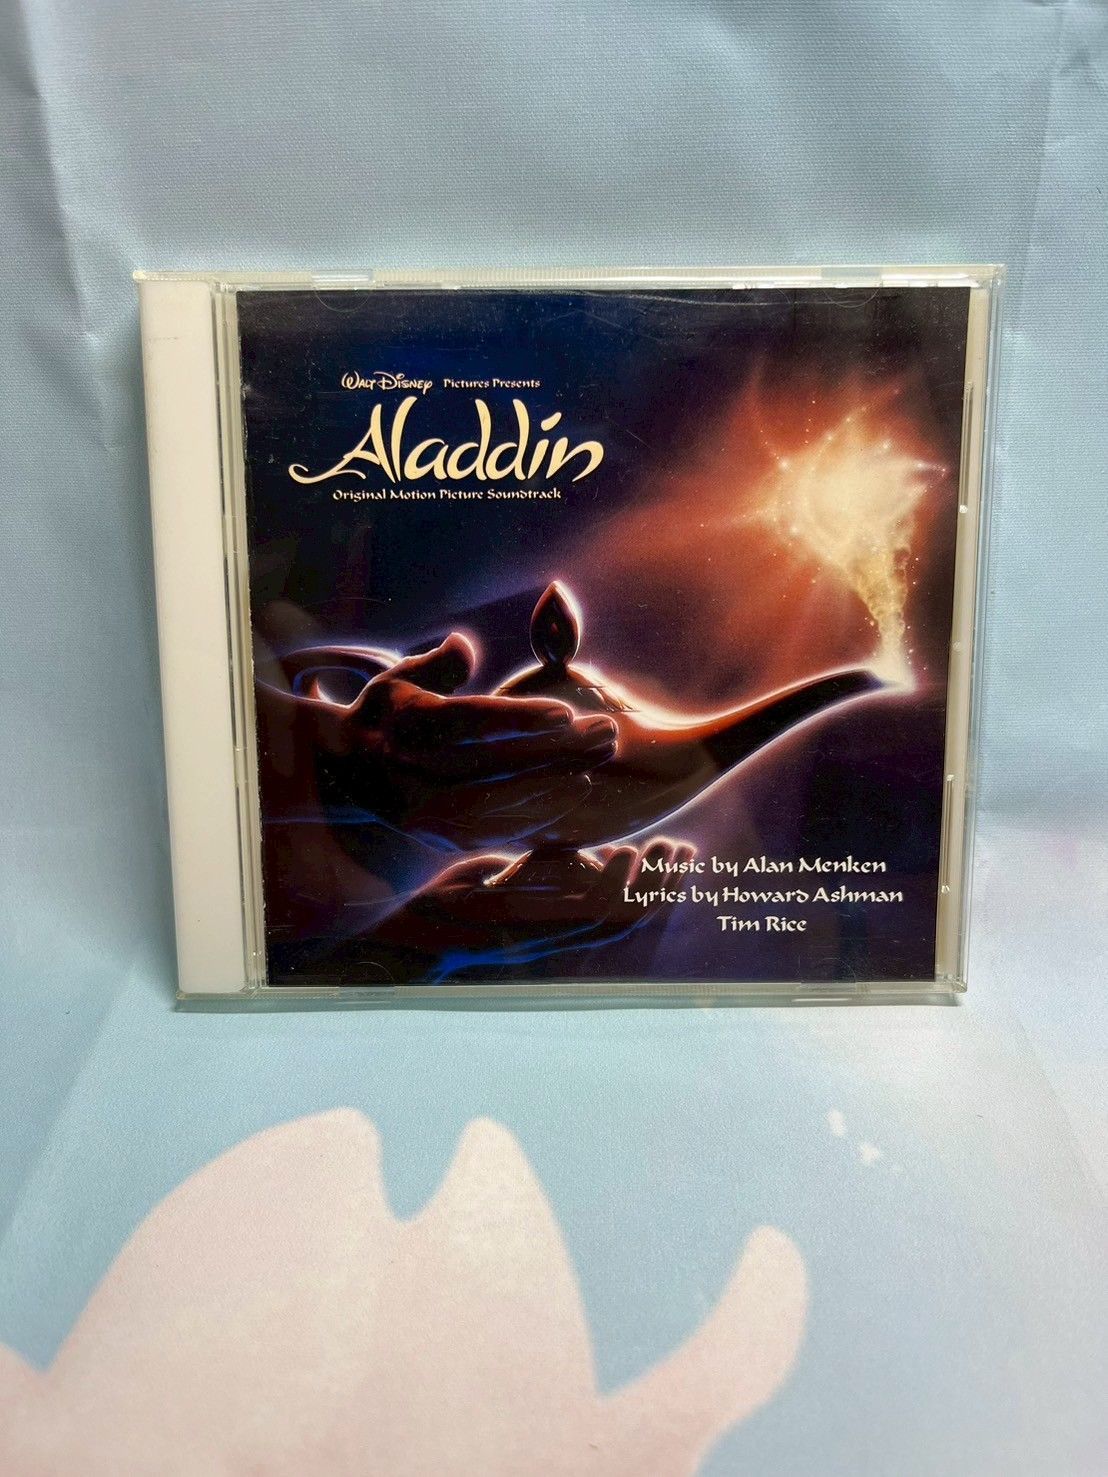 Walt Disney Pictures Presents
Aladdin
Original Motion Picture Soundtrack
Music by Alan Menken
Lyrics by Howard Ashman
Tim Rice